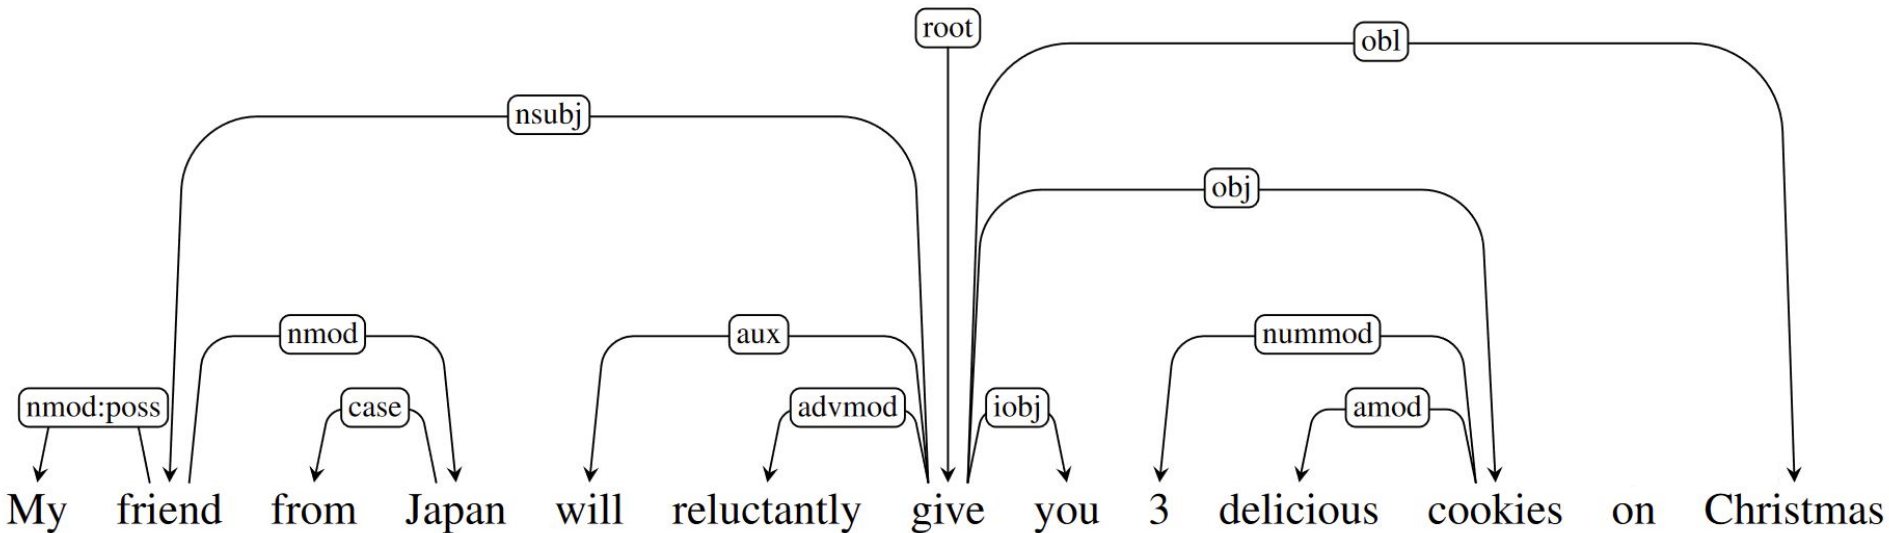 root
obl
nsubj
obj
nmod aux nummod
nmod:poss case advmod iobj amod
My friend from Japan will reluctantly give you 3 delicious cookies on Christmas